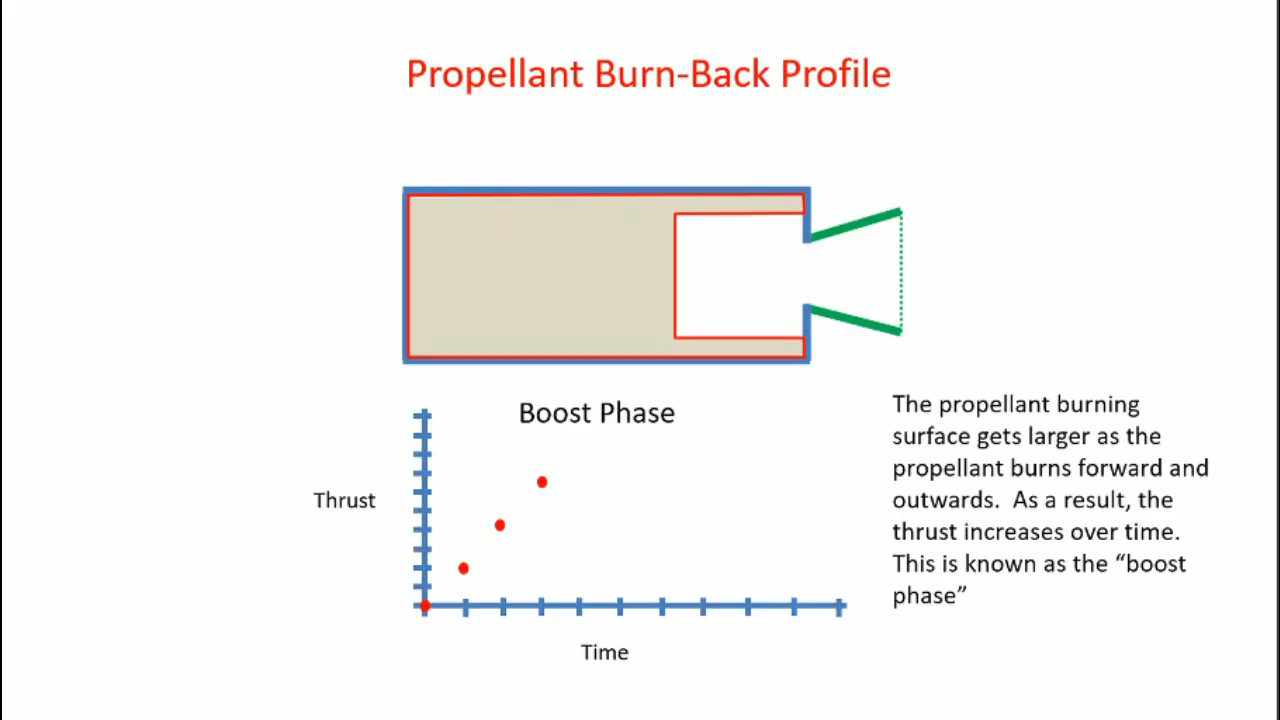 Propellant Burn-Back Profile
Boost Phase
Thrust
Time
The propellant burning
surface gets larger as the
propellant burns forward and
outwards.  As a result, the
thrust increases over time.
This is known as the “boost
phase”